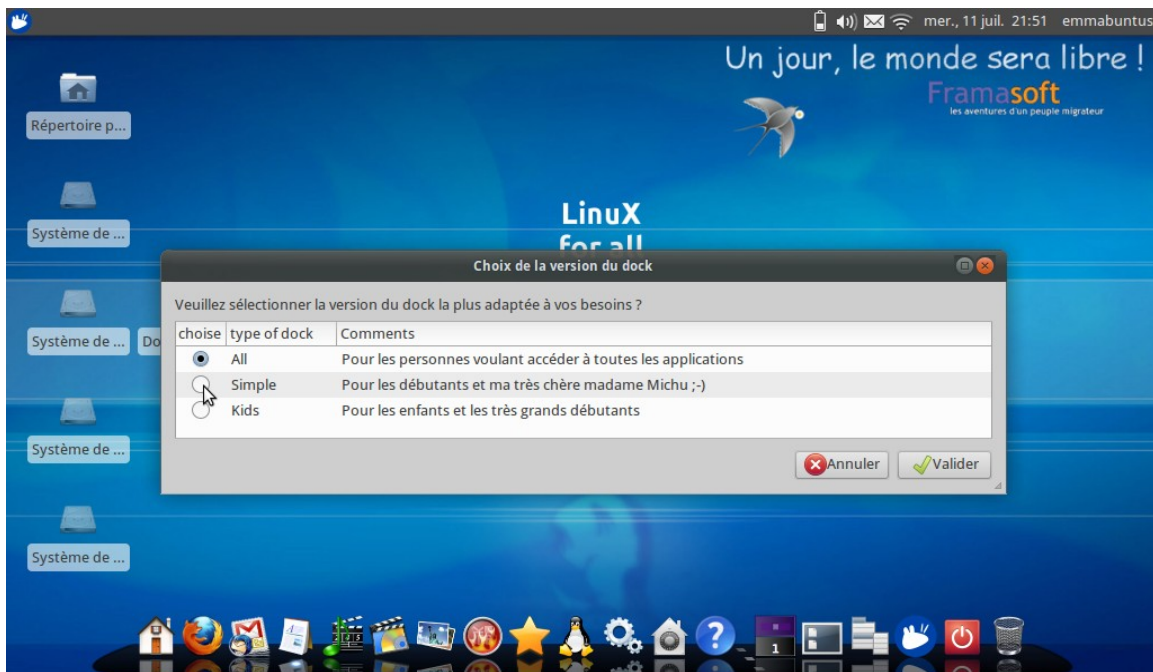 mer., 11 juil. 21:51 emmabuntus
Un jour, le monde sera libre !
Framasoft
les aventures d'un peuple migrateur
Répertoire p...
Système de ...
LinuX
for all
Choix de la version du dock
Veuillez sélectionner la version du dock la plus adaptée à vos besoins ?
choise type of dock Comments
All Pour les personnes voulant accéder à toutes les applications
Simple Pour les débutants et ma très chère madame Michu ;-)
Kids Pour les enfants et les très grands débutants
Annuler Valider
Système de ... Do
Système de ...
Système de ...
1